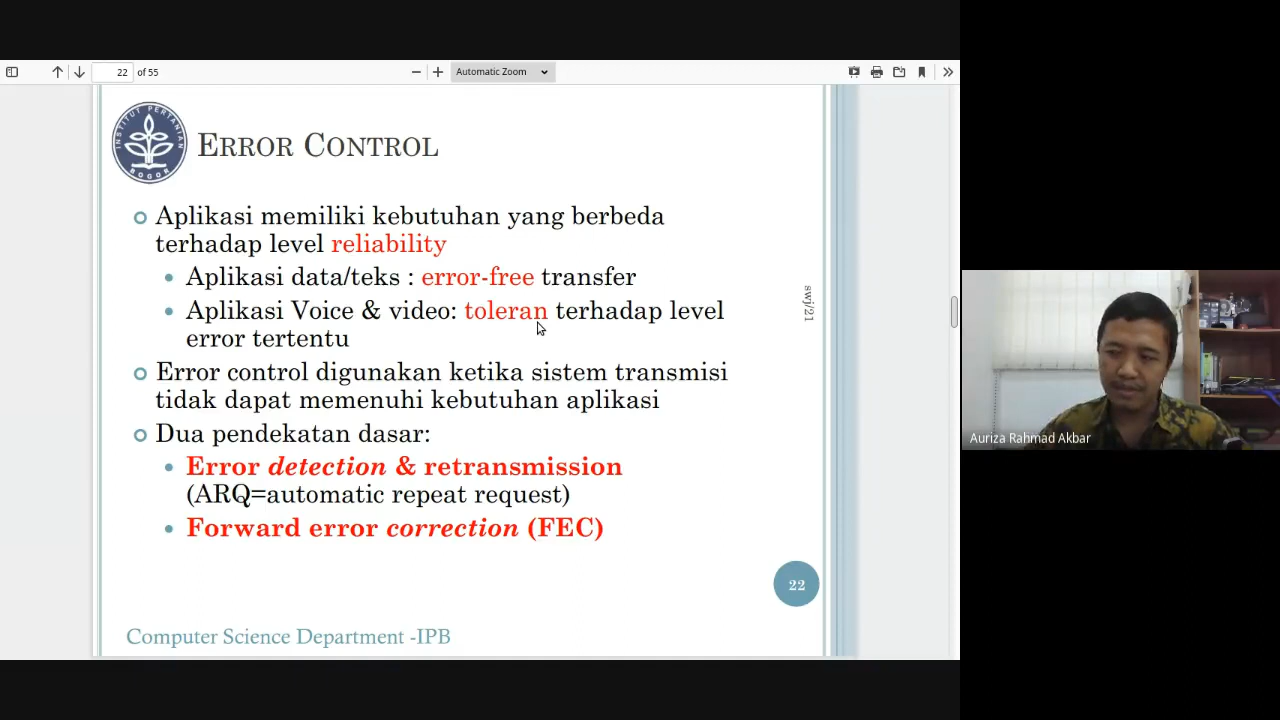 22 of 55
Automatic Zoom
INSTITUT PERTANIAN
BOGOR
ERROR CONTROL
Aplikasi memiliki kebutuhan yang berbeda
terhadap level reliability
Aplikasi data/teks : error-free transfer
Aplikasi Voice & video: toleran terhadap level
error tertentu
swj/21
Error control digunakan ketika sistem transmisi
tidak dapat memenuhi kebutuhan aplikasi
Dua pendekatan dasar:
Error detection & retransmission
(ARQ=automatic repeat request)
Forward error correction (FEC)
22
Computer Science Department -IPB
Auriza Rahmad Akbar